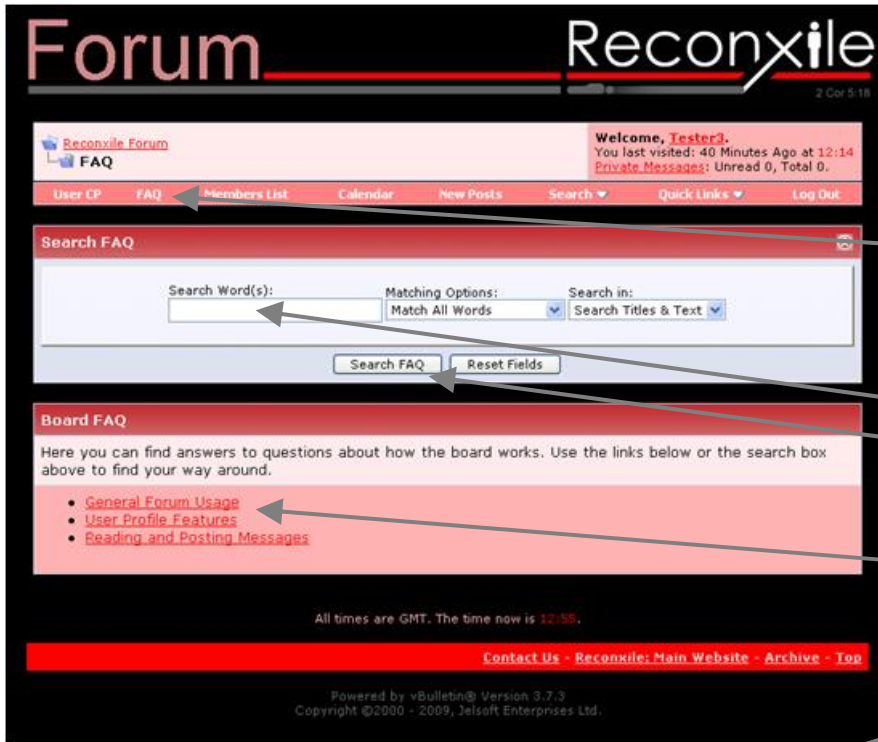 Forum
Reconxile
2 Cor 5:18
Reconxile Forum
FAQ
Welcome, Tester3.
You last visited: 40 Minutes Ago at 12:14
Private Messages: Unread 0, Total 0.
User CP FAQ Members List Calendar New Posts Search Quick Links Log Out
Search FAQ
Search Word(s): Matching Options: Search in:
Match All Words Search Titles & Text
Search FAQ Reset Fields
Board FAQ
Here you can find answers to questions about how the board works. Use the links below or the search box
above to find your way around.
General Forum Usage
User Profile Features
Reading and Posting Messages
All times are GMT. The time now is 12:55.
Contact Us - Reconxile: Main Website - Archive - Top
Powered by vBulletin® Version 3.7.3
Copyright ©2000 - 2009, Jelsoft Enterprises Ltd.